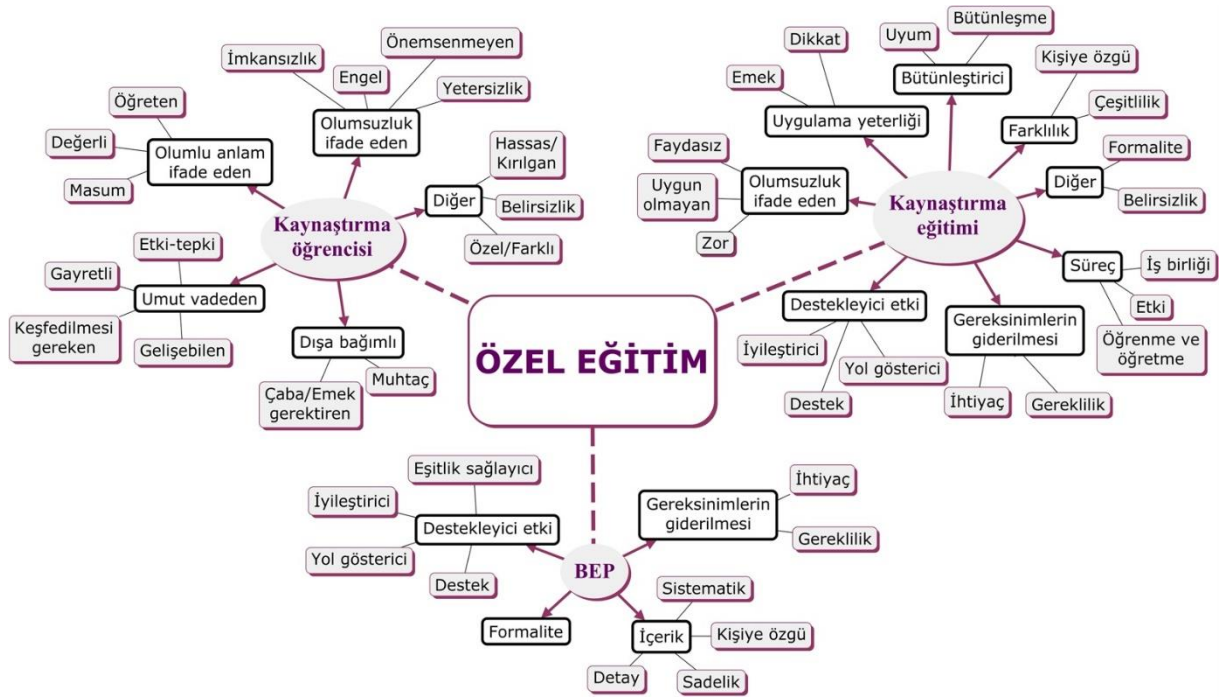 ÖZEL EĞİTİM
Kaynaştırma
öğrencisi
Olumlu anlam
ifade eden
Öğreten
Değerli
Masum
Olumsuzluk
ifade eden
İmkansızlık
Engel
Önemsenmeyen
Yetersizlik
Diğer
Hassas/
Kırılgan
Belirsizlik
Özel/Farklı
Umut vadeden
Etki-tepki
Gayretli
Keşfedilmesi
gereken
Gelişebilen
Dışa bağımlı
Çaba/Emek
gerektiren
Muhtaç
Kaynaştırma
eğitimi
Olumsuzluk
ifade eden
Faydasız
Uygun
olmayan
Zor
Uygulama yeterliği
Emek
Dikkat
Bütünleştirici
Uyum
Bütünleşme
Farklılık
Kişiye özgü
Çeşitlilik
Diğer
Formalite
Belirsizlik
Süreç
İş birliği
Etki
Öğrenme ve
öğretme
Gereksinimlerin
giderilmesi
İhtiyaç
Gereklilik
Destekleyici etki
İyileştirici
Destek
Yol gösterici
BEP
Destekleyici etki
Eşitlik sağlayıcı
İyileştirici
Yol gösterici
Destek
Gereksinimlerin
giderilmesi
İhtiyaç
Gereklilik
Formalite
İçerik
Sistematik
Kişiye özgü
Detay
Sadelik